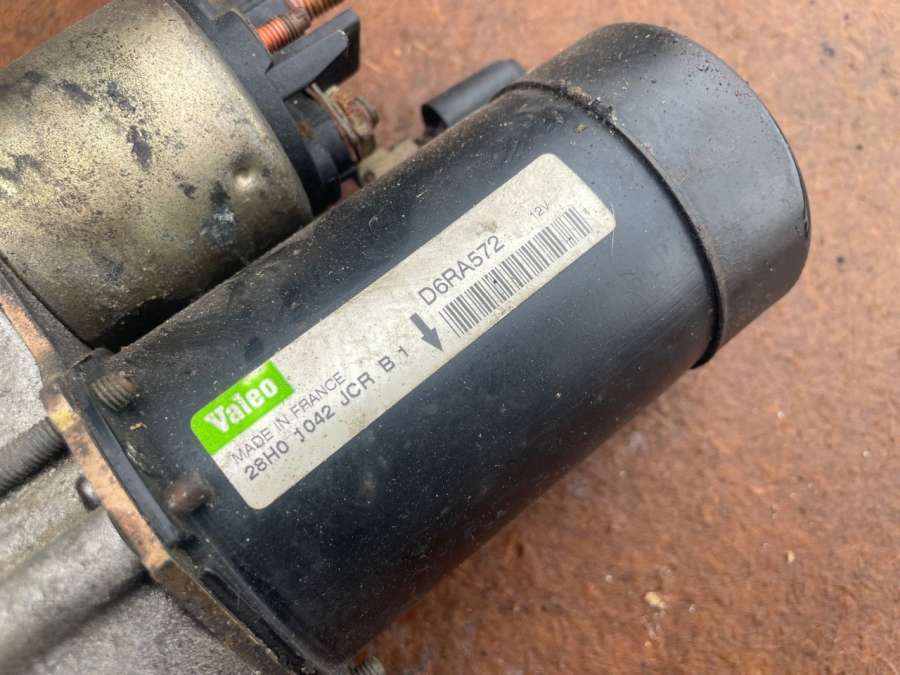 Valeo
D6RA572
12V
MADE IN FRANCE
28H0 1042 JCR B 1